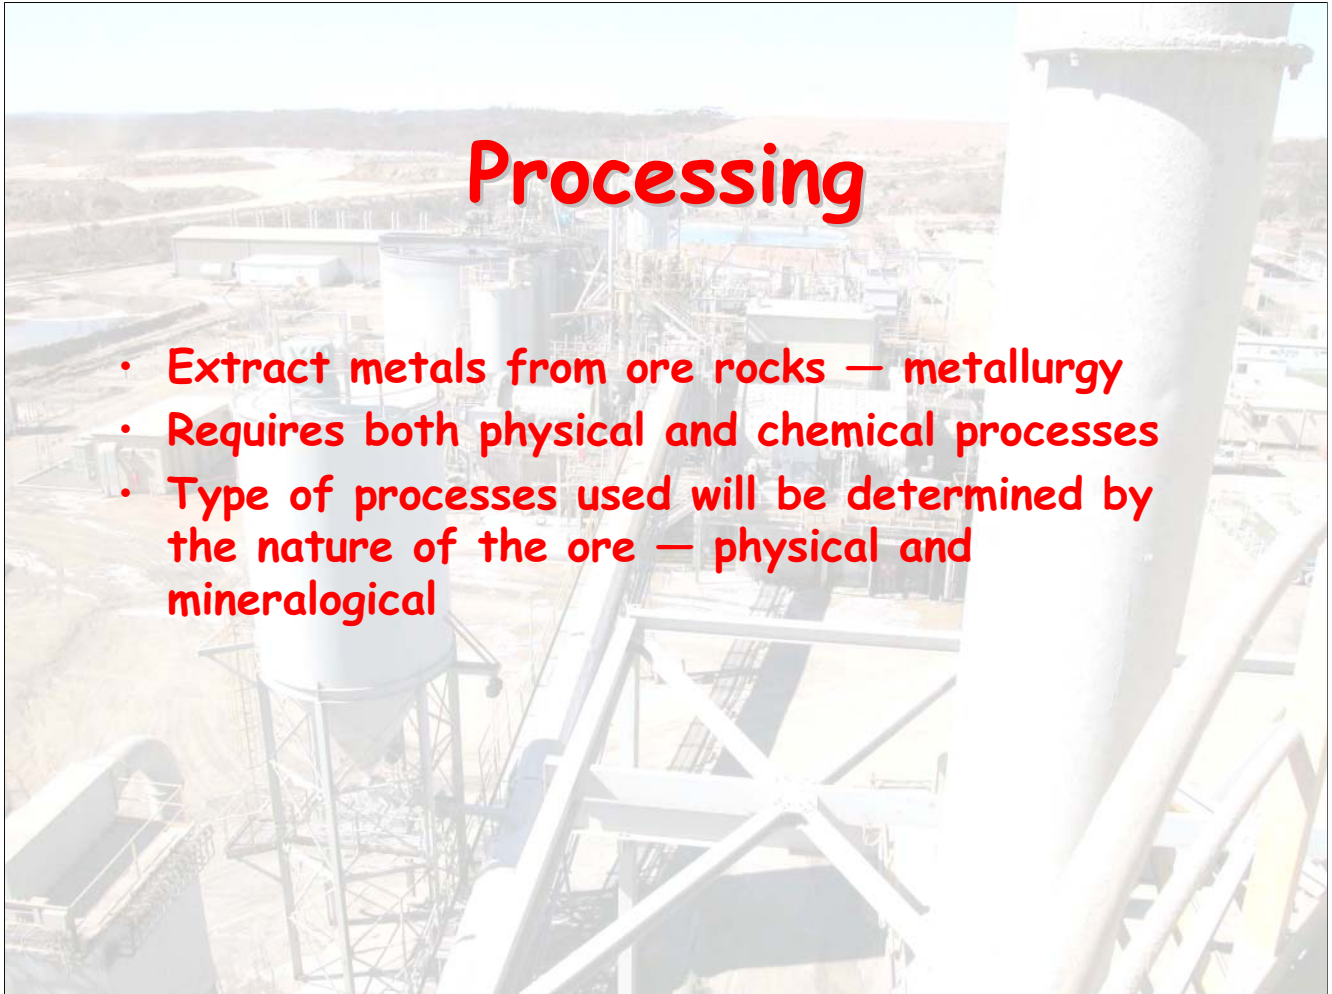 Processing
• Extract metals from ore rocks — metallurgy
• Requires both physical and chemical processes
• Type of processes used will be determined by
the nature of the ore — physical and
mineralogical